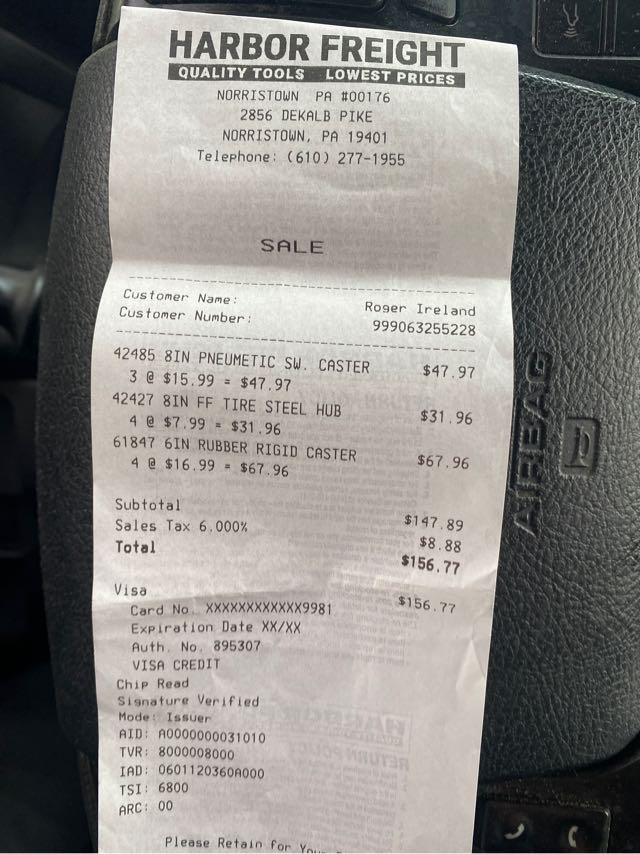 HARBOR FREIGHT
QUALITY TOOLS LOWEST PRICES
NORRISTOWN PA #00176
2856 DEKALB PIKE
NORRISTOWN, PA 19401
Telephone: (610) 277-1955
SALE
Customer Name: Roger Ireland
Customer Number: 999063255228
42485 8IN PNEUMETIC SW. CASTER $47.97
3 @ $15.99 = $47.97
42427 8IN FF TIRE STEEL HUB $31.96
4 @ $7.99 = $31.96
61847 6IN RUBBER RIGID CASTER $67.96
4 @ $16.99 = $67.96
Subtotal $147.89
Sales Tax 6.000% $8.88
Total $156.77
Visa $156.77
Card No. XXXXXXXXXXXX9981
Expiration Date XX/XX
Auth. No. 895307
VISA CREDIT
Chip Read
Signature Verified
Mode: Issuer
AID: A0000000031010
TVR: 8000008000
IAD: 0601120360A000
TSI: 6800
ARC: 00
Please Retain for
AIRBAG